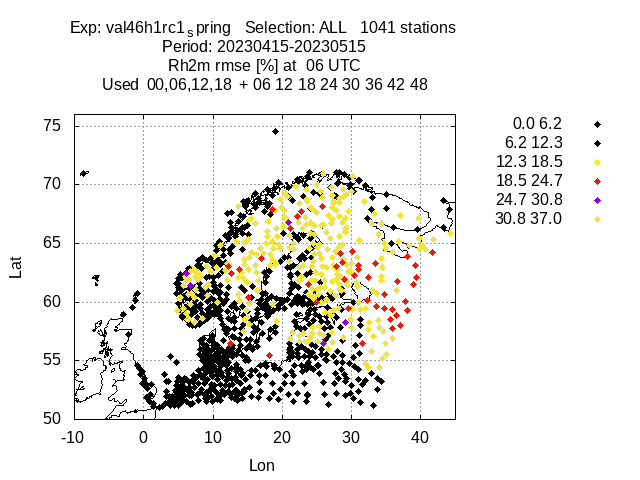 Exp: val46h1rc1spring Selection: ALL 1041 stations
Period: 20230415-20230515
Rh2m rmse [%] at 06 UTC
Used 00,06,12,18 + 06 12 18 24 30 36 42 48
0.0 6.2
6.2 12.3
12.3 18.5
18.5 24.7
24.7 30.8
30.8 37.0
75
70
65
60
55
50
Lat
-10 0 10 20 30 40
Lon